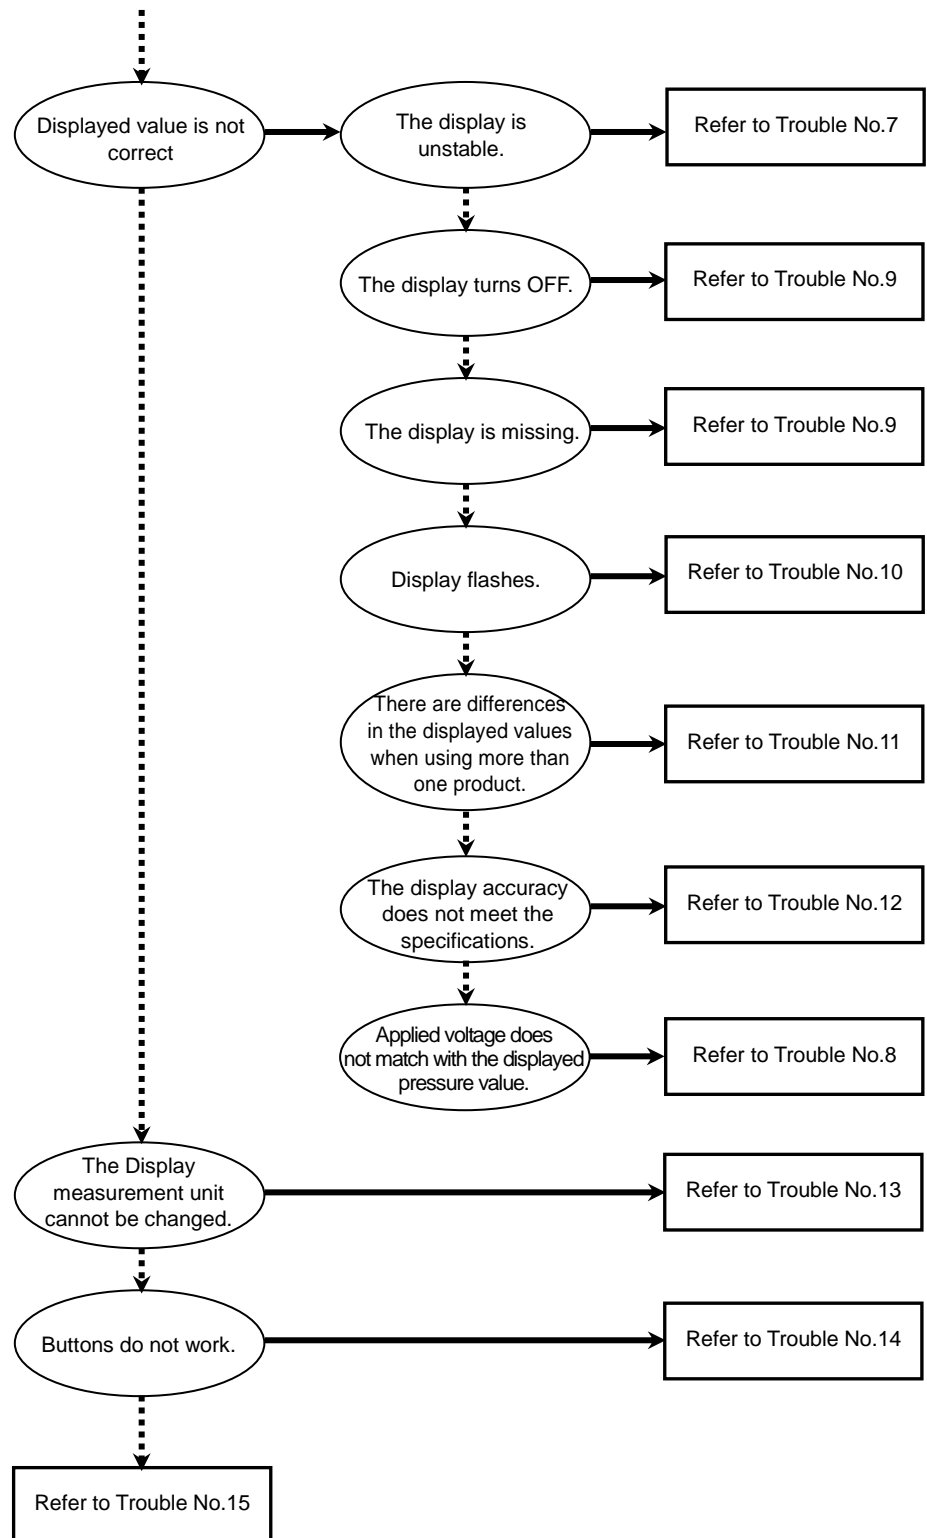 Displayed value is not
correct
The display is
unstable.
Refer to Trouble No.7
The display turns OFF.
Refer to Trouble No.9
The display is missing.
Refer to Trouble No.9
Display flashes.
Refer to Trouble No.10
There are differences
in the displayed values
when using more than
one product.
Refer to Trouble No.11
The display accuracy
does not meet the
specifications.
Refer to Trouble No.12
Applied voltage does
not match with the displayed
pressure value.
Refer to Trouble No.8
The Display
measurement unit
cannot be changed.
Refer to Trouble No.13
Buttons do not work.
Refer to Trouble No.14
Refer to Trouble No.15